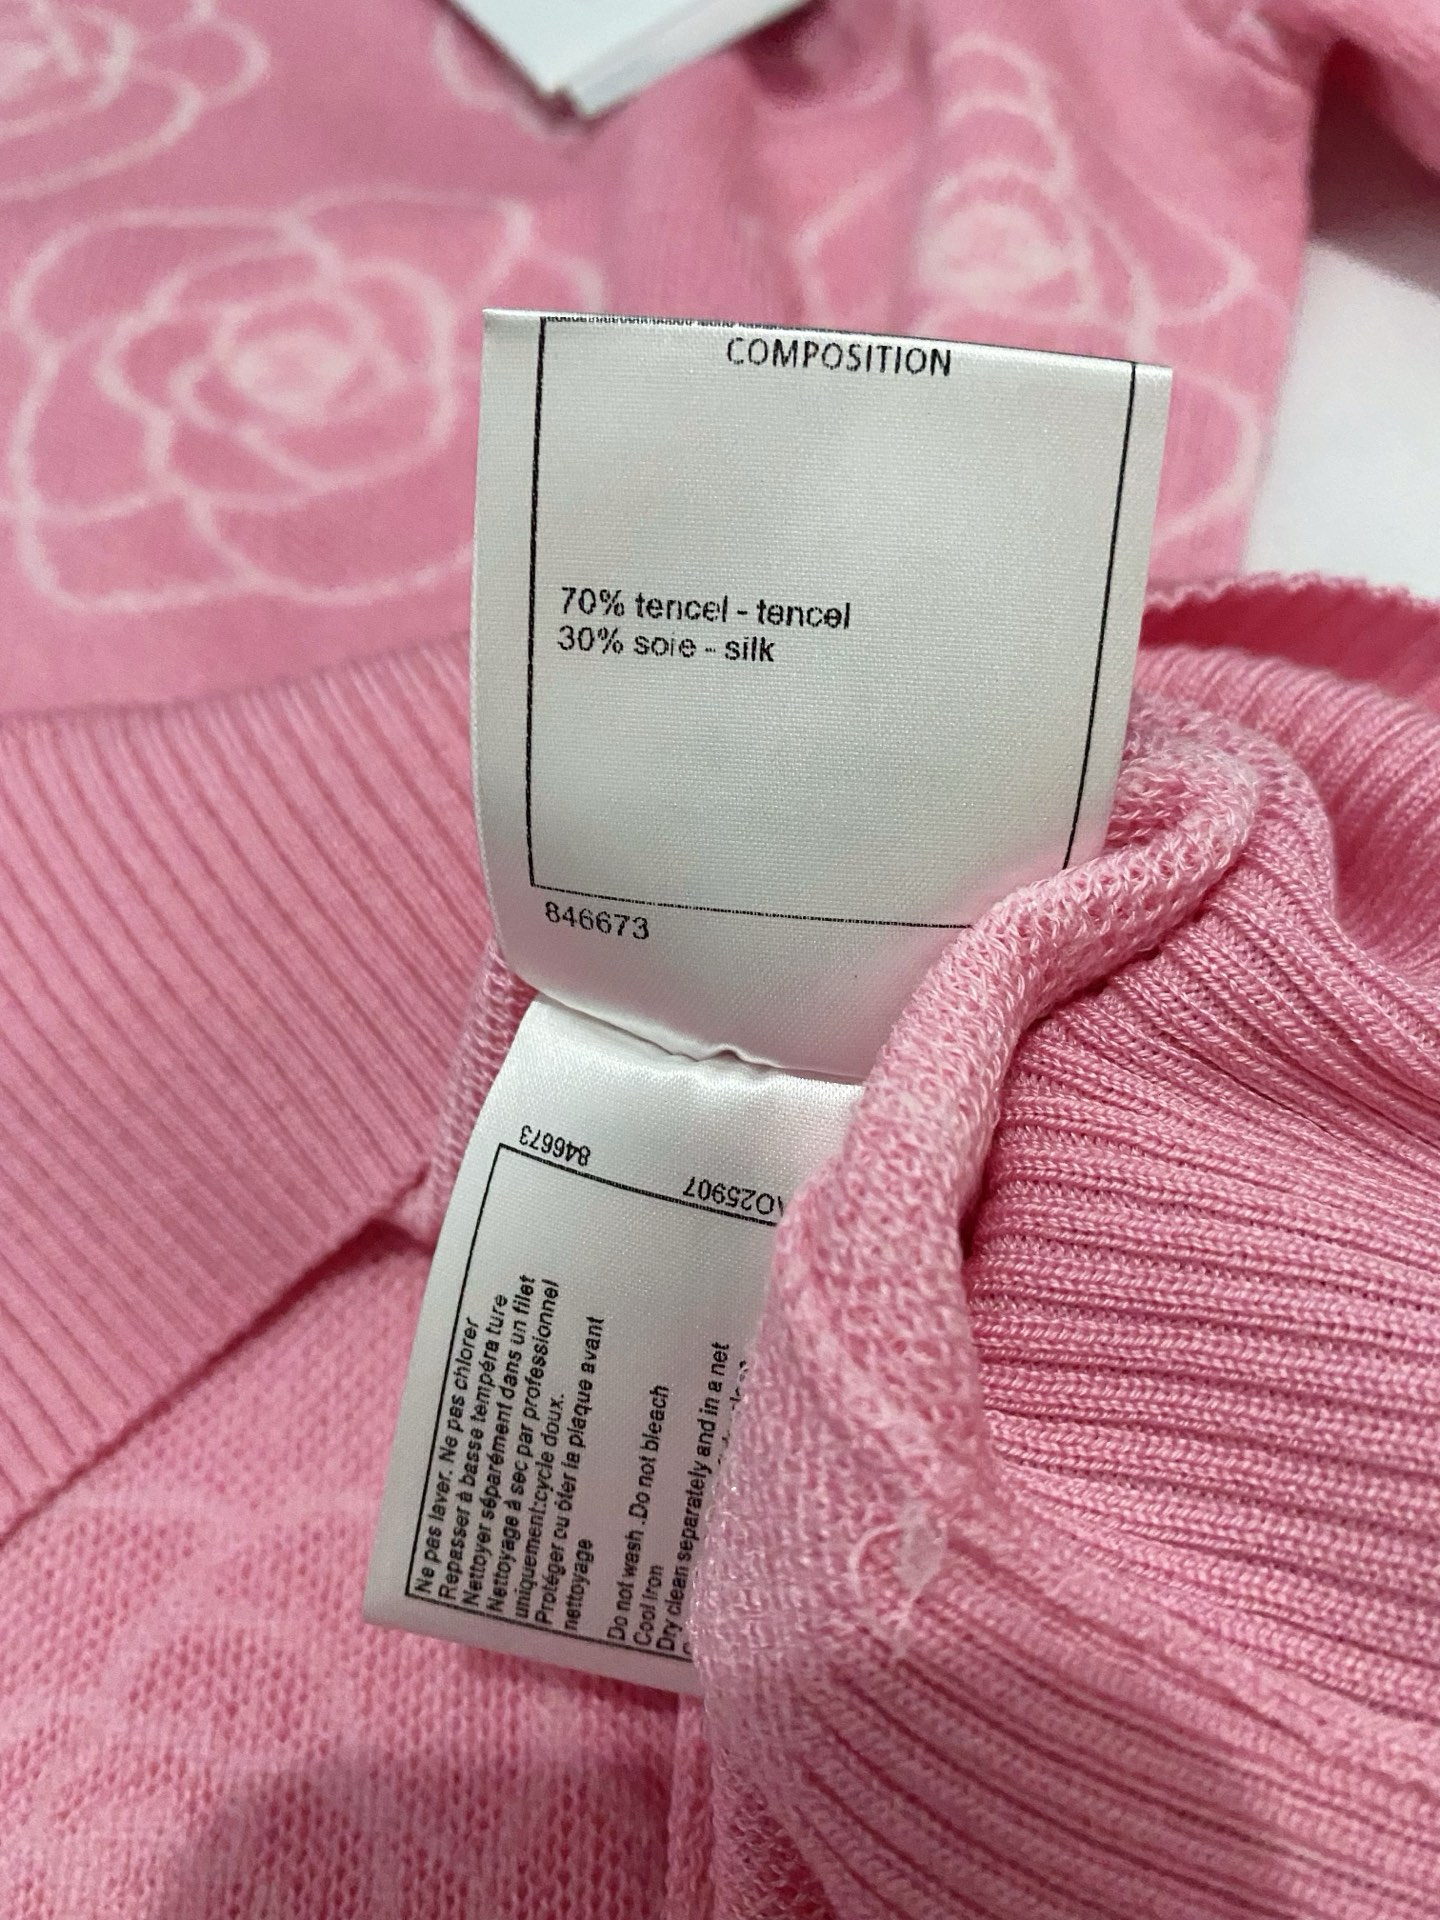 COMPOSITION
70% tencel - tencel
30% soie - silk
846673
846673
O25907
Ne pas laver. Ne pas chlorer
Repasser à basse tempéra ture
Nettoyer séparément dans un filet
Nettoyage à sec par professionnel
uniquement:cycle doux.
Protéger ou ôter la plaque avant
nettoyage
Do not wash .Do not bleach
Cool iron
Dry clean separately and in a net